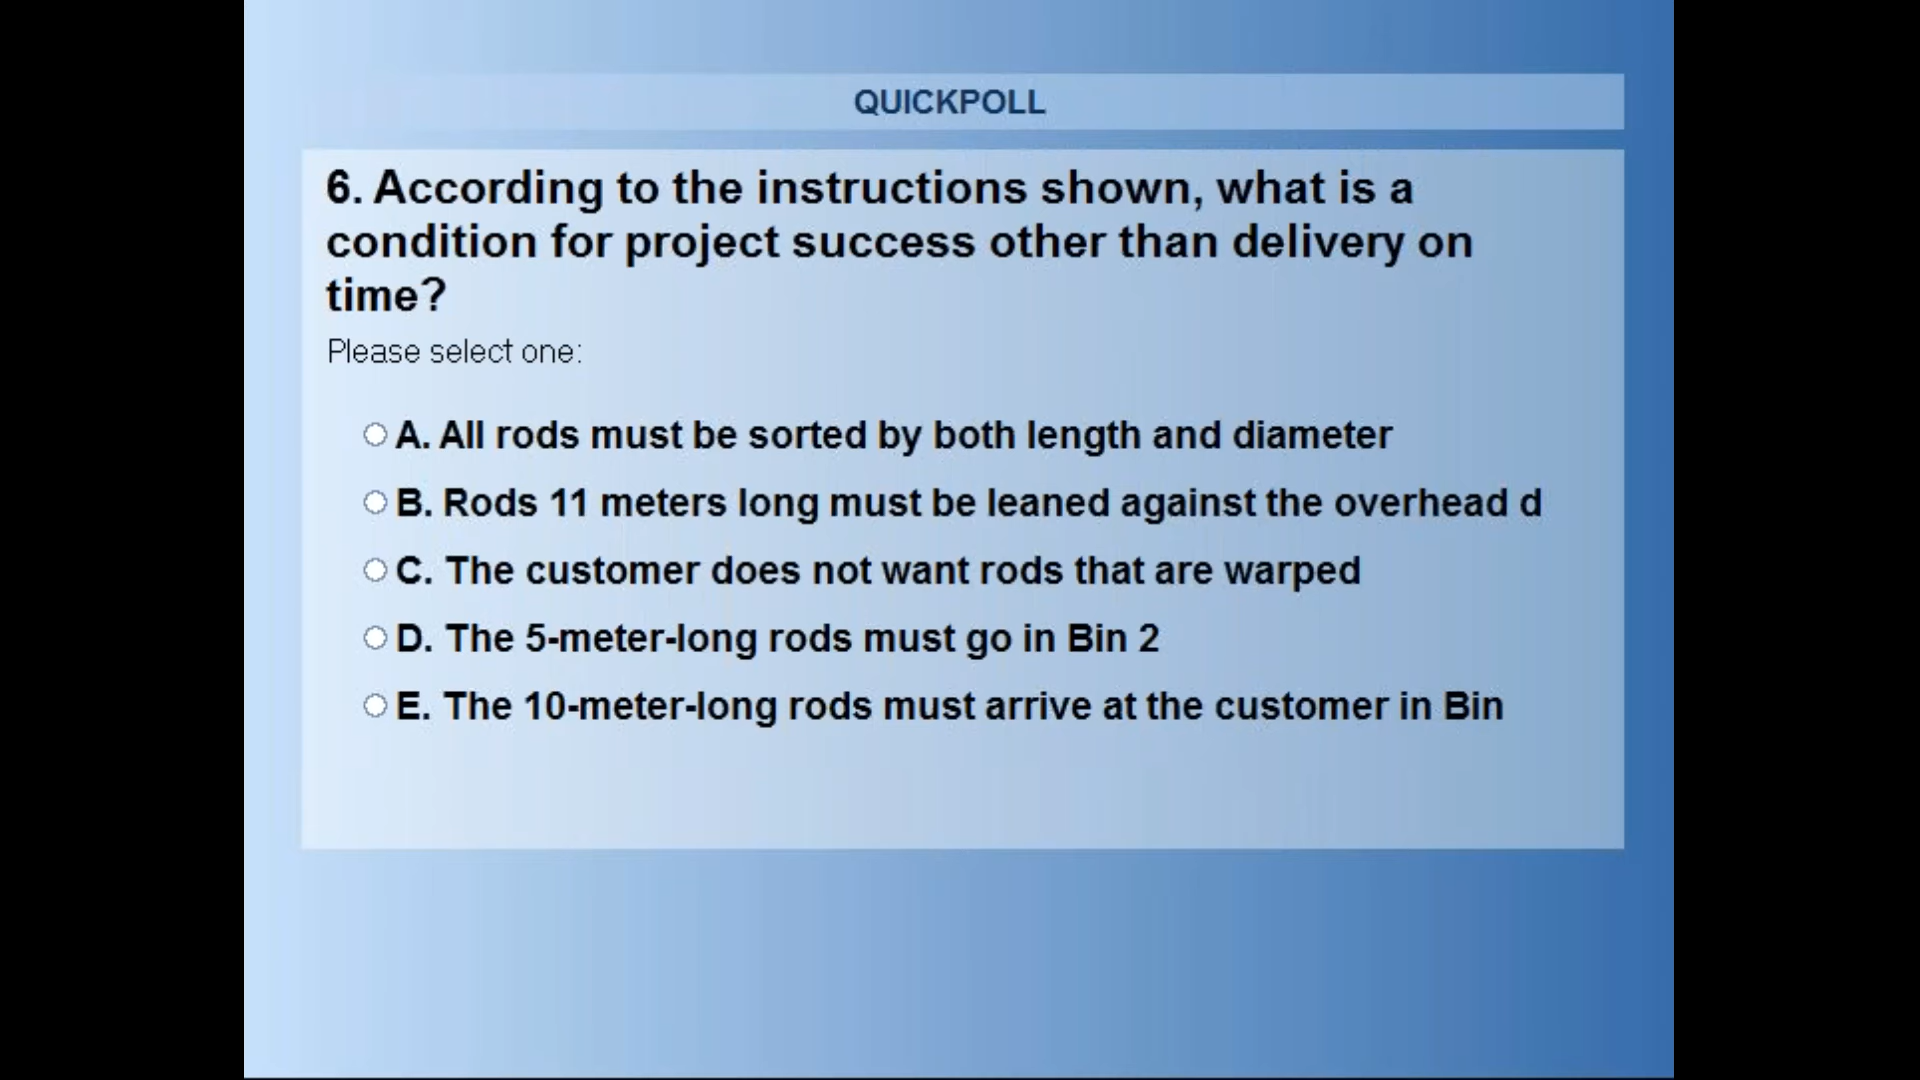 QUICKPOLL
6. According to the instructions shown, what is a
condition for project success other than delivery on
time?
Please select one:
A. All rods must be sorted by both length and diameter
B. Rods 11 meters long must be leaned against the overhead d
C. The customer does not want rods that are warped
D. The 5-meter-long rods must go in Bin 2
E. The 10-meter-long rods must arrive at the customer in Bin